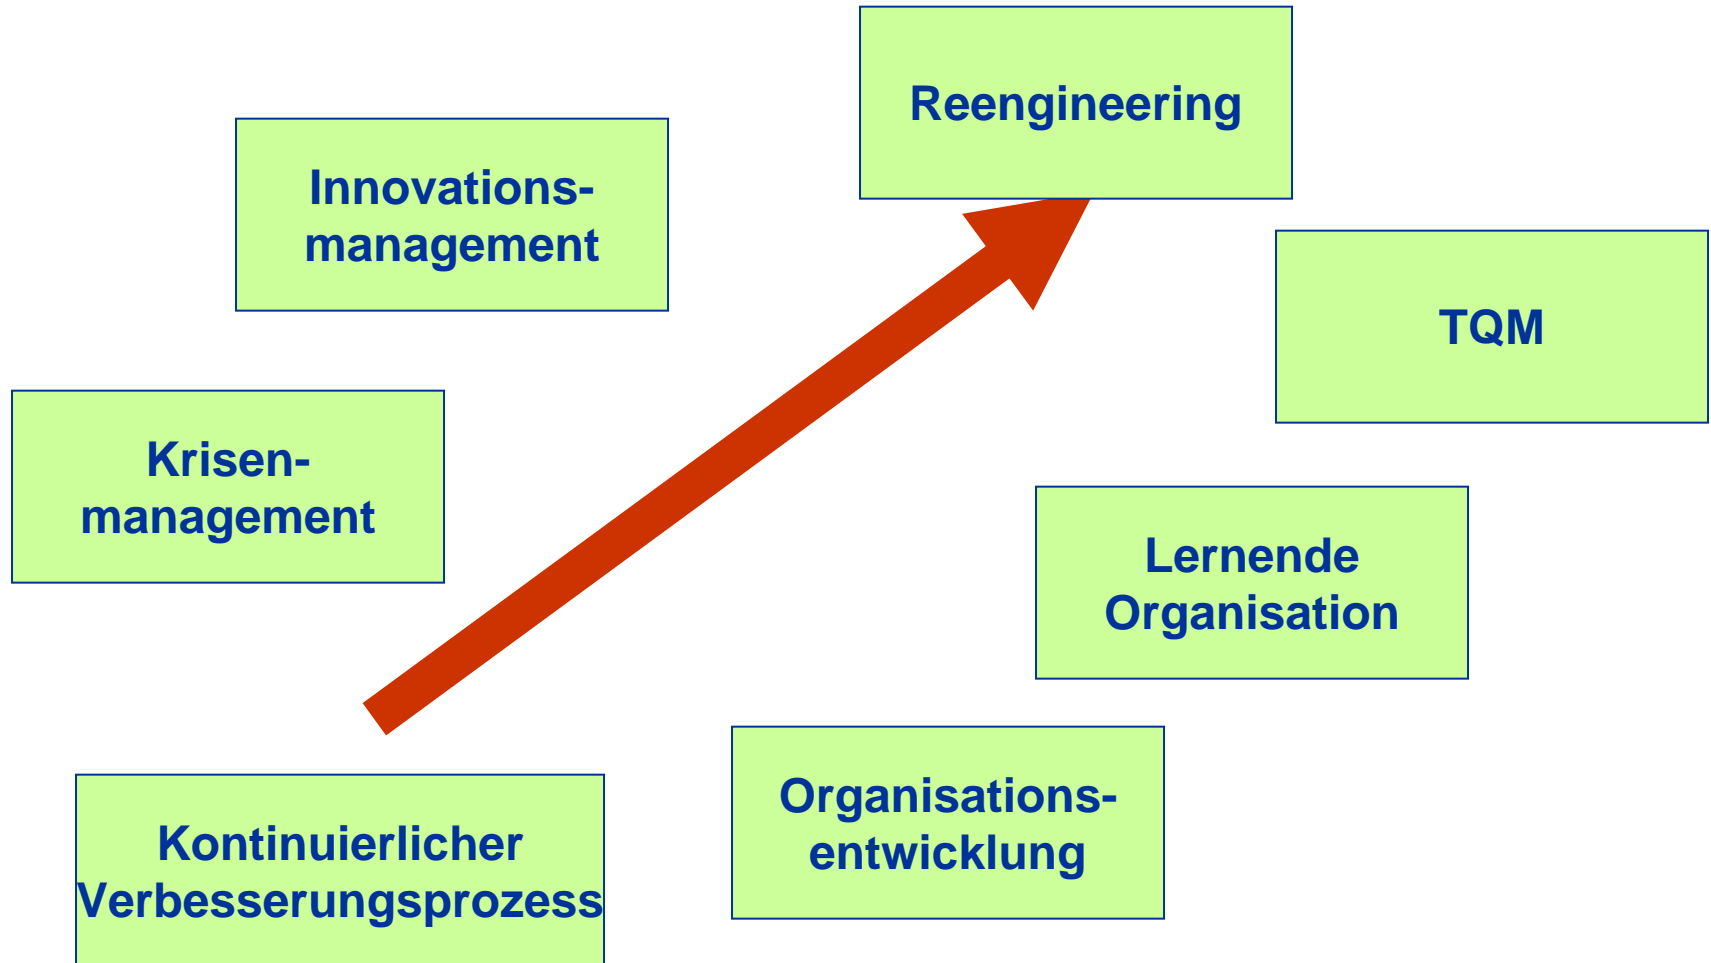 Reengineering
Innovations-
management
TQM
Krisen-
management
Lernende
Organisation
Organisations-
entwicklung
Kontinuierlicher
Verbesserungsprozess